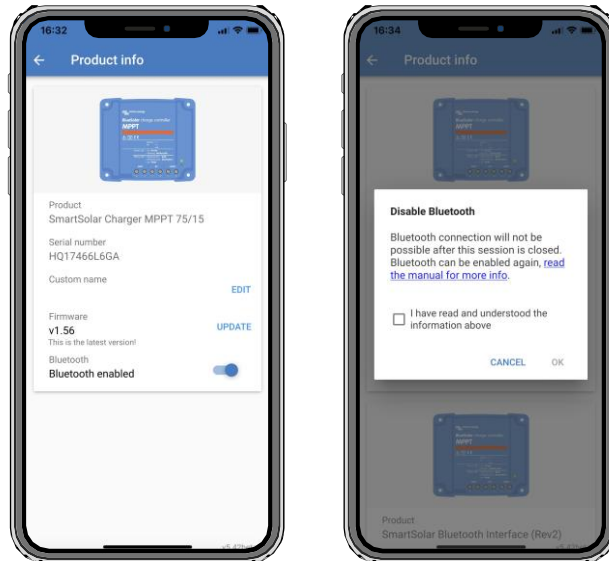 16:32
Product info
MPPT
Product
SmartSolar Charger MPPT 75/15
Serial number
HQ17466L6GA
Custom name
EDIT
Firmware
v1.56
UPDATE
This is the latest version!
Bluetooth
Bluetooth enabled
16:34
Product info
MPPT
Disable Bluetooth
Bluetooth connection will not be
possible after this session is closed.
Bluetooth can be enabled again, read
the manual for more info.
I have read and understood the
information above
CANCEL OK
Product
SmartSolar Bluetooth Interface (Rev2)